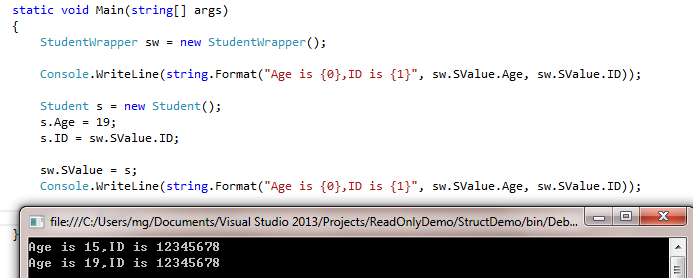 static void Main(string[] args)
{
StudentWrapper sw = new StudentWrapper();
Console.WriteLine(string.Format("Age is {0},ID is {1}", sw.SValue.Age, sw.SValue.ID));
Student s = new Student();
s.Age = 19;
s.ID = sw.SValue.ID;
sw.SValue = s;
Console.WriteLine(string.Format("Age is {0},ID is {1}", sw.SValue.Age, sw.SValue.ID));
file:///C:/Users/mg/Documents/Visual Studio 2013/Projects/ReadOnlyDemo/StructDemo/bin/Deb...
}
Age is 15,ID is 12345678
Age is 19,ID is 12345678